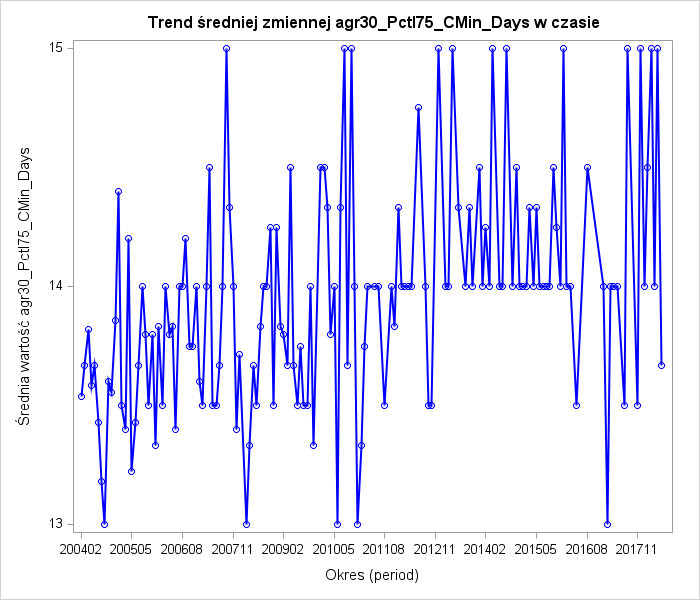 Trend średniej zmiennej agr30_Pctl75_CMin_Days w czasie
Średnia wartość agr30_Pctl75_CMin_Days
15
14
13
200402 200505 200608 200711 200902 201005 201108 201211 201402 201505 201608 201711
Okres (period)